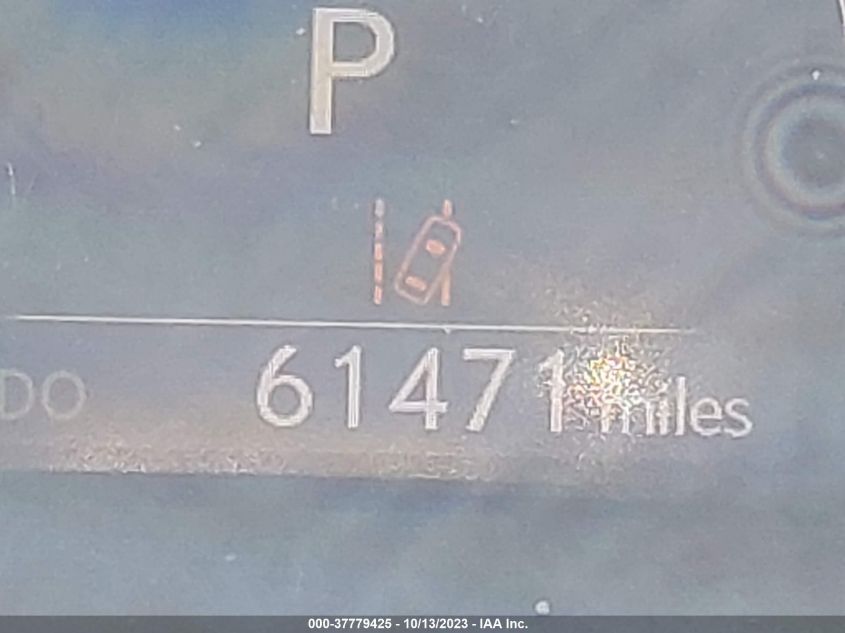 P
DO 61471 miles
000-37779425 - 10/13/2023 - IAA Inc.